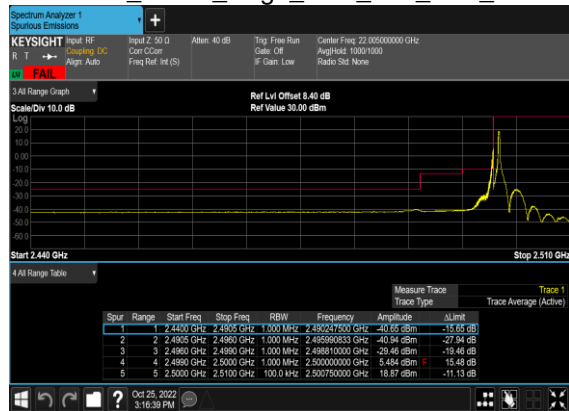 Spectrum Analyzer 1
Spurious Emissions
+
KEYSIGHT Input: RF Input Z: 50 Ω Atten: 40 dB Trig: Free Run Center Freq: 22.005000000 GHz
R T Coupling: DC Corr CCorr Gate: Off Avg|Hold: 1000/1000
Align: Auto Freq Ref: Int (S) IF Gain: Low Radio Std: None
FAIL
3 All Range Graph Ref Lvl Offset 8.40 dB
Scale/Div 10.0 dB Ref Value 30.00 dBm
Log
20.0
10.0
0.00
-10.0
-20.0
-30.0
-40.0
-50.0
-60.0
Start 2.440 GHz Stop 2.510 GHz
4 All Range Table
Measure Trace Trace 1
Trace Type Trace Average (Active)
Spur Range Start Freq Stop Freq RBW Frequency Amplitude ΔLimit
1 1 2.4400 GHz 2.4905 GHz 1.000 MHz 2.490247500 GHz -40.65 dBm -15.65 dB
2 2 2.4905 GHz 2.4960 GHz 1.000 MHz 2.495990833 GHz -40.94 dBm -27.94 dB
3 3 2.4960 GHz 2.4990 GHz 1.000 MHz 2.498810000 GHz -29.46 dBm -19.46 dB
4 4 2.4990 GHz 2.5000 GHz 1.000 MHz 2.500000000 GHz 5.484 dBm F 15.48 dB
5 5 2.5000 GHz 2.5100 GHz 100.0 kHz 2.500750000 GHz 18.87 dBm -11.13 dB
? Oct 25, 2022
3:16:39 PM